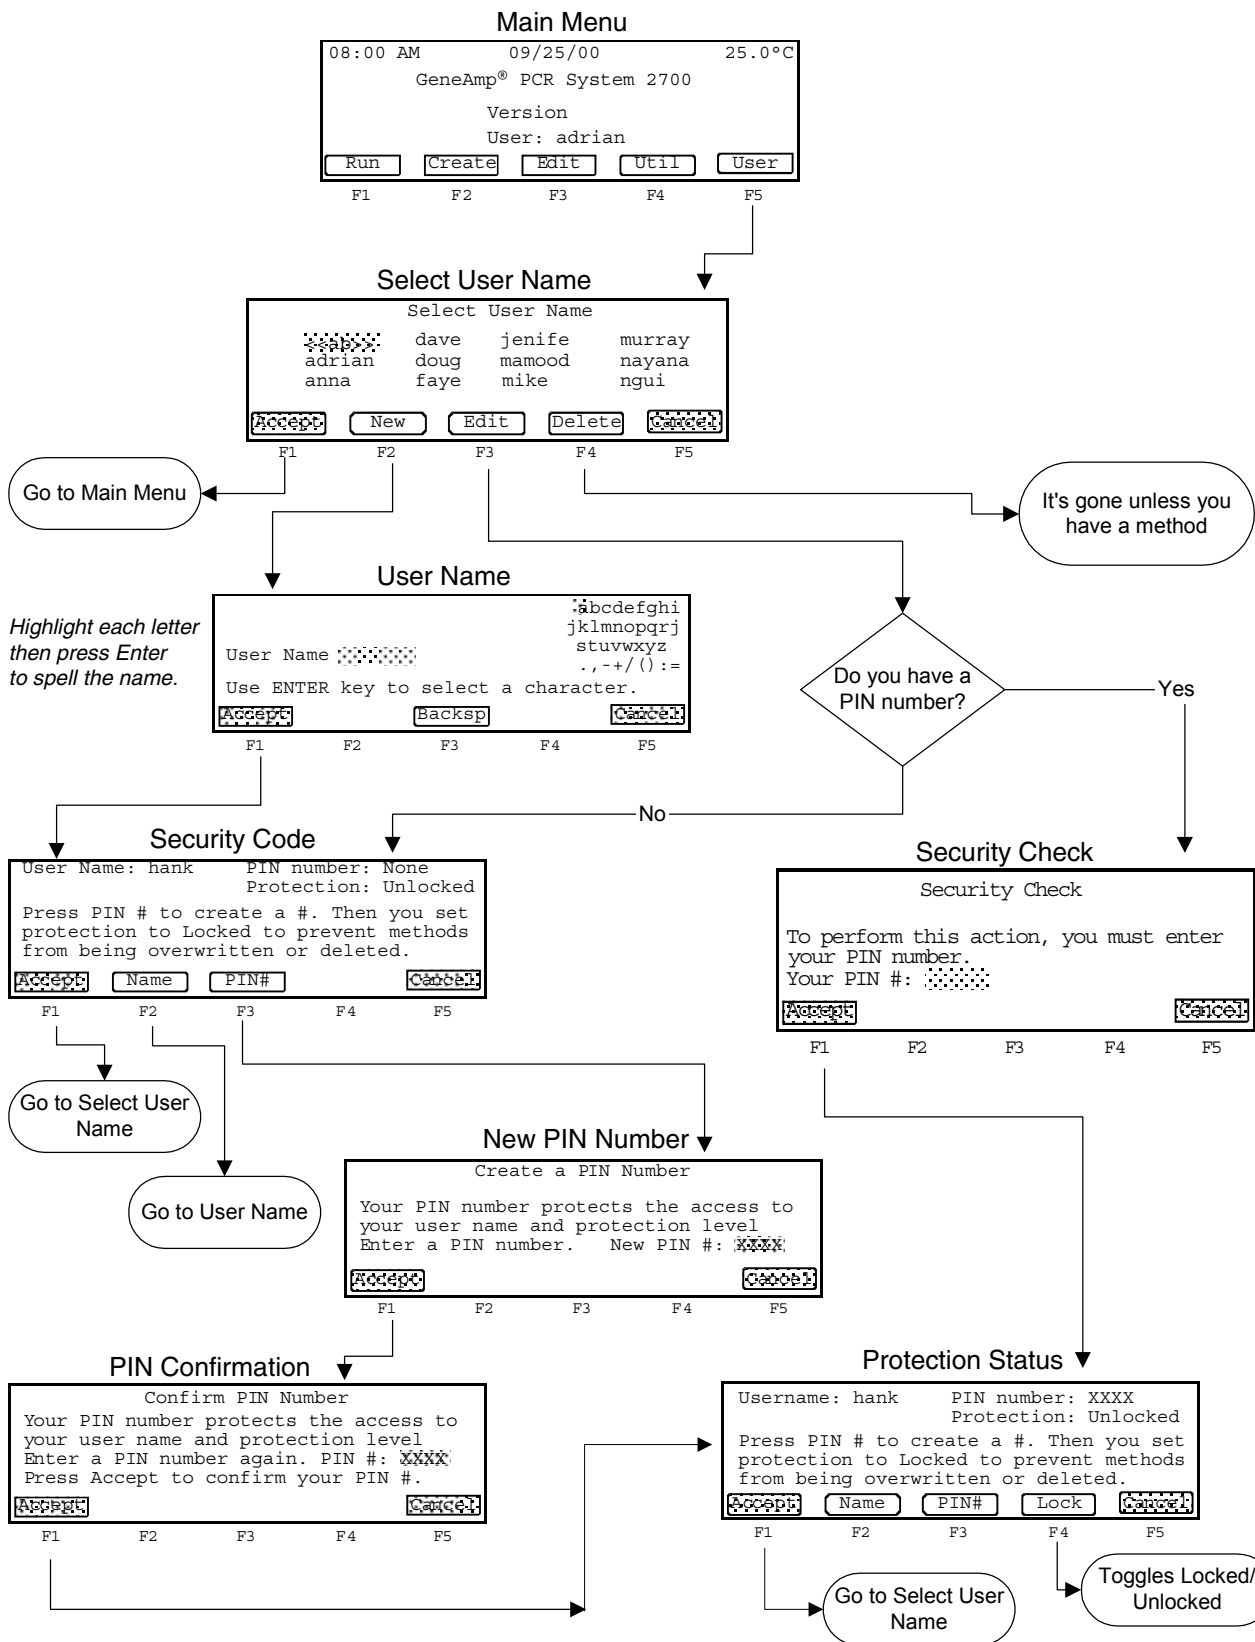 Main Menu
08:00 AM 09/25/00 25.0°C
GeneAmp® PCR System 2700
Version
User: adrian
Run Create Edit Util User
F1 F2 F3 F4 F5
Select User Name
Select User Name
<<ab>> dave jenife murray
adrian doug mamood nayana
anna faye mike ngui
Accept New Edit Delete Cancel
F1 F2 F3 F4 F5
Go to Main Menu
It's gone unless you
have a method
User Name
Highlight each letter
then press Enter
to spell the name.
abcdefghi
jklmnopqrj
stuvwxyz
User Name .,-+/():=
Use ENTER key to select a character.
Accept Backsp Cancel
F1 F2 F3 F4 F5
Do you have a
PIN number?
Yes
No
Security Code
User Name: hank PIN number: None
Protection: Unlocked
Press PIN # to create a #. Then you set
protection to Locked to prevent methods
from being overwritten or deleted.
Accept Name PIN# Cancel
F1 F2 F3 F4 F5
Security Check
Security Check
To perform this action, you must enter
your PIN number.
Your PIN #:
Accept Cancel
F1 F2 F3 F4 F5
Go to Select User
Name
Go to User Name
New PIN Number
Create a PIN Number
Your PIN number protects the access to
your user name and protection level
Enter a PIN number. New PIN #: XXXX
Accept Cancel
F1 F2 F3 F4 F5
PIN Confirmation
Confirm PIN Number
Your PIN number protects the access to
your user name and protection level
Enter a PIN number again. PIN #: XXXX
Press Accept to confirm your PIN #.
Accept Cancel
F1 F2 F3 F4 F5
Protection Status
Username: hank PIN number: XXXX
Protection: Unlocked
Press PIN # to create a #. Then you set
protection to Locked to prevent methods
from being overwritten or deleted.
Accept Name PIN# Lock Cancel
F1 F2 F3 F4 F5
Go to Select User
Name
Toggles Locked/
Unlocked